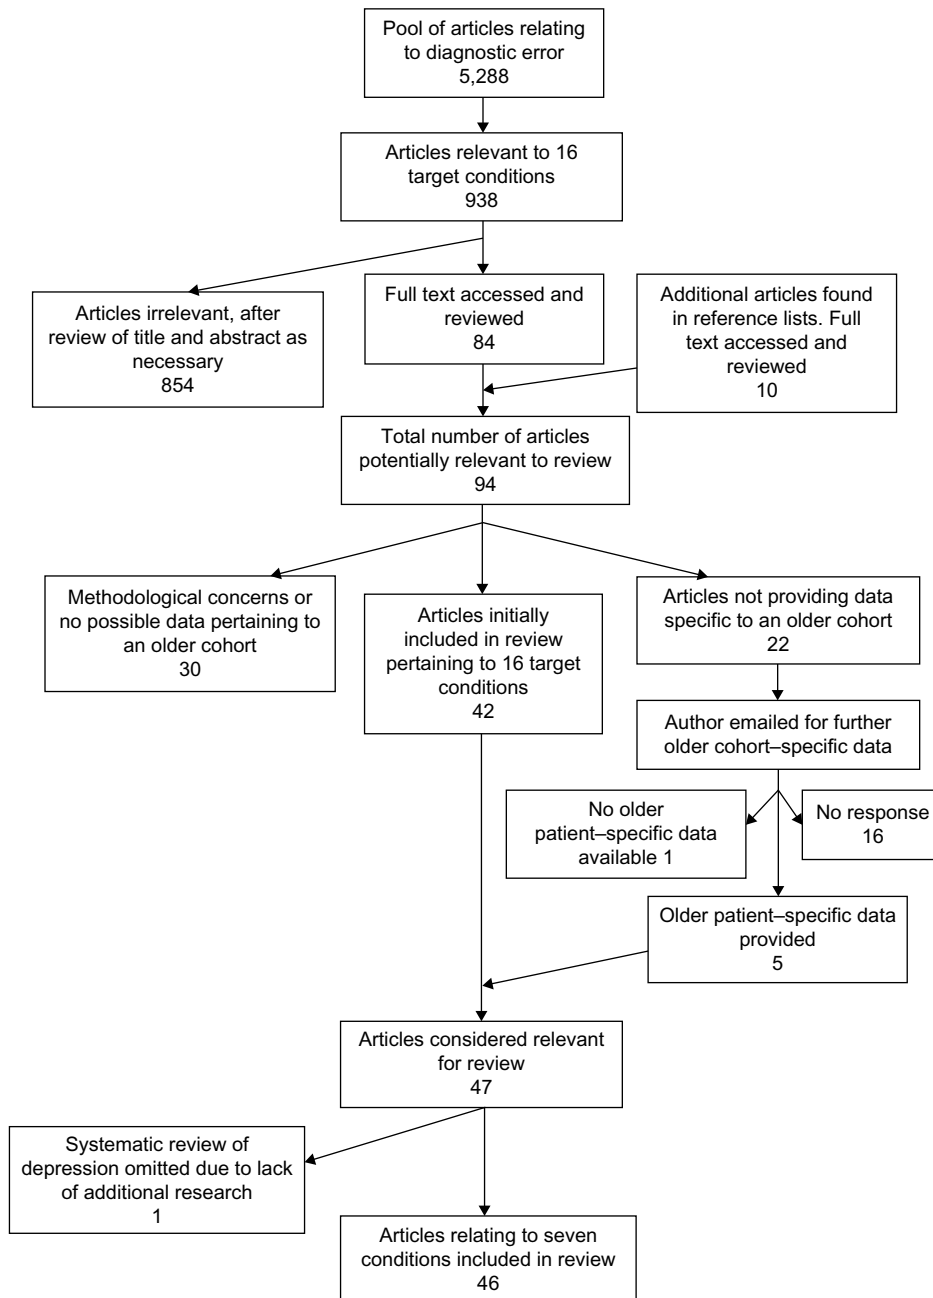 Pool of articles relating
to diagnostic error
5,288
Articles relevant to 16
target conditions
938
Articles irrelevant, after
review of title and abstract as
necessary
854
Full text accessed and
reviewed
84
Additional articles found
in reference lists. Full
text accessed and
reviewed
10
Total number of articles
potentially relevant to review
94
Methodological concerns or
no possible data pertaining to
an older cohort
30
Articles initially
included in review
pertaining to 16 target
conditions
42
Articles not providing data
specific to an older cohort
22
Author emailed for further
older cohort–specific data
No older
patient–specific data
available 1
No response
16
Older patient–specific data
provided
5
Articles considered relevant
for review
47
Systematic review of
depression omitted due to lack
of additional research
1
Articles relating to seven
conditions included in review
46